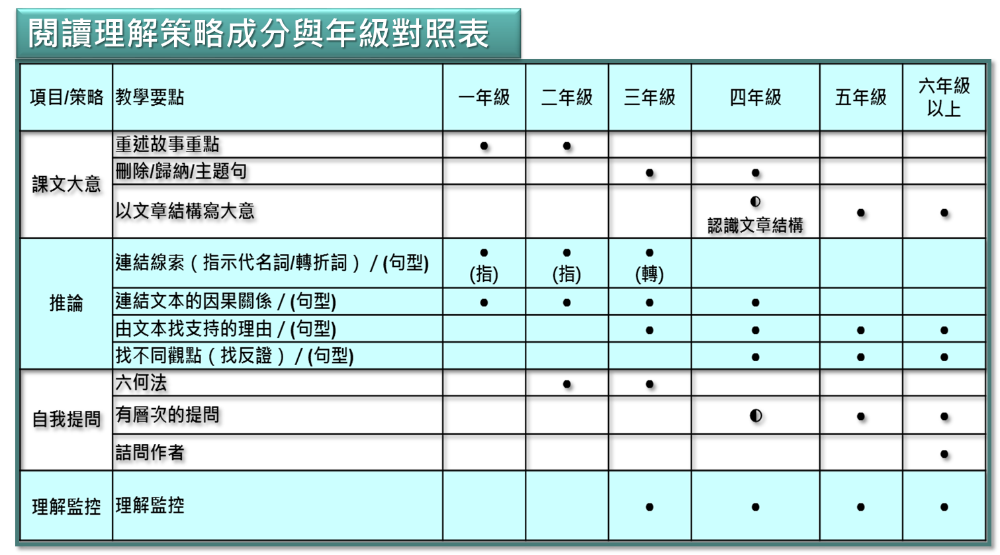 閱讀理解策略成分與年級對照表
項目/策略 教學要點 一年級 二年級 三年級 四年級 五年級 六年級以上
課文大意
重述故事重點 ● ●
刪除/歸納/主題句 ● ●
以文章結構寫大意 ◐ 認識文章結構 ● ●
推論
連結線索（指示代名詞/轉折詞）/ (句型) ● (指) ● (指) ● (轉)
連結文本的因果關係 / (句型) ● ● ● ●
由文本找支持的理由 / (句型) ● ● ● ●
找不同觀點（找反證）/ (句型) ● ● ●
自我提問
六何法 ● ●
有層次的提問 ◐ ● ●
詰問作者 ●
理解監控 理解監控 ● ● ● ●